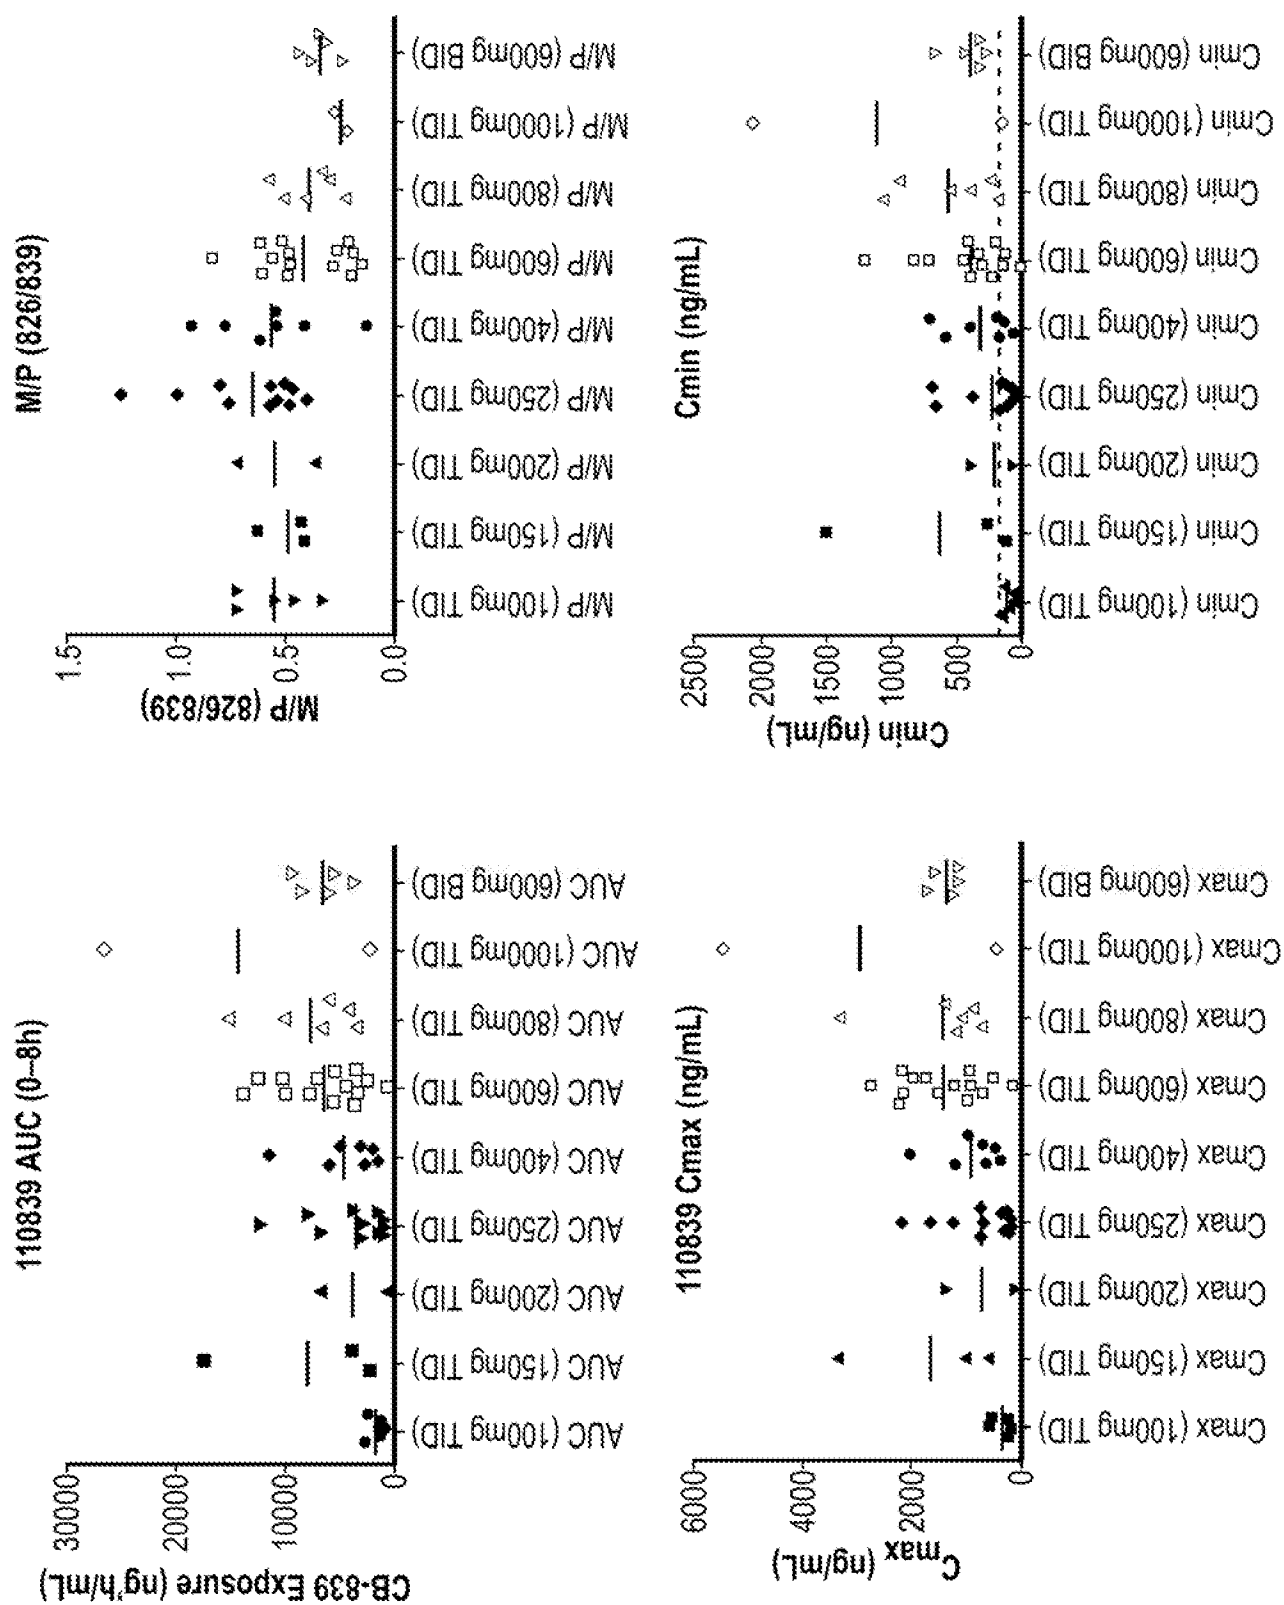 110839 AUC (0–8h)
CB-839 Exposure (ng*h/mL)
30000
20000
10000
0
AUC (100mg TID)
AUC (150mg TID)
AUC (200mg TID)
AUC (250mg TID)
AUC (400mg TID)
AUC (600mg TID)
AUC (800mg TID)
AUC (1000mg TID)
AUC (600mg BID)
M/P (826/839)
M/P (826/839)
1.5
1.0
0.5
0.0
M/P (100mg TID)
M/P (150mg TID)
M/P (200mg TID)
M/P (250mg TID)
M/P (400mg TID)
M/P (600mg TID)
M/P (800mg TID)
M/P (1000mg TID)
M/P (600mg BID)
110839 Cmax (ng/mL)
Cmax (ng/mL)
6000
4000
2000
0
Cmax (100mg TID)
Cmax (150mg TID)
Cmax (200mg TID)
Cmax (250mg TID)
Cmax (400mg TID)
Cmax (600mg TID)
Cmax (800mg TID)
Cmax (1000mg TID)
Cmax (600mg BID)
Cmin (ng/mL)
Cmin (ng/mL)
2500
2000
1500
1000
500
0
Cmin (100mg TID)
Cmin (150mg TID)
Cmin (200mg TID)
Cmin (250mg TID)
Cmin (400mg TID)
Cmin (600mg TID)
Cmin (800mg TID)
Cmin (1000mg TID)
Cmin (600mg BID)